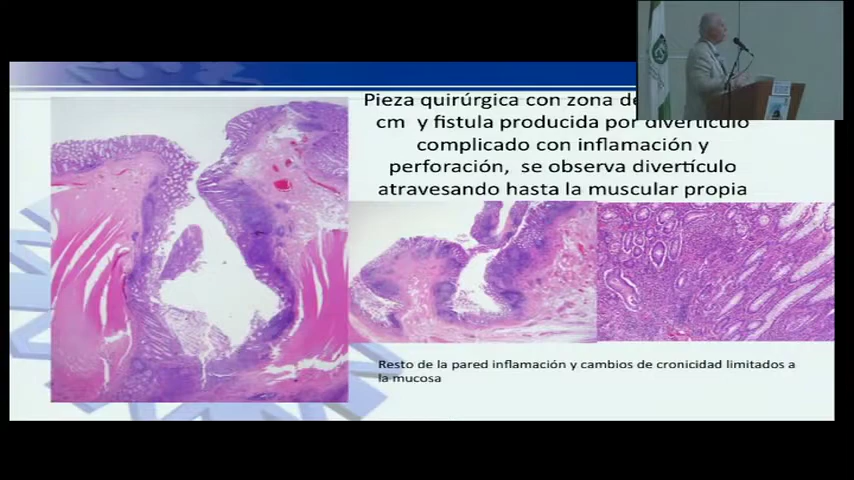 Pieza quirúrgica con zona de
cm y fistula producida por divertículo
complicado con inflamación y
perforación, se observa divertículo
atravesando hasta la muscular propia
Resto de la pared inflamación y cambios de cronicidad limitados a
la mucosa